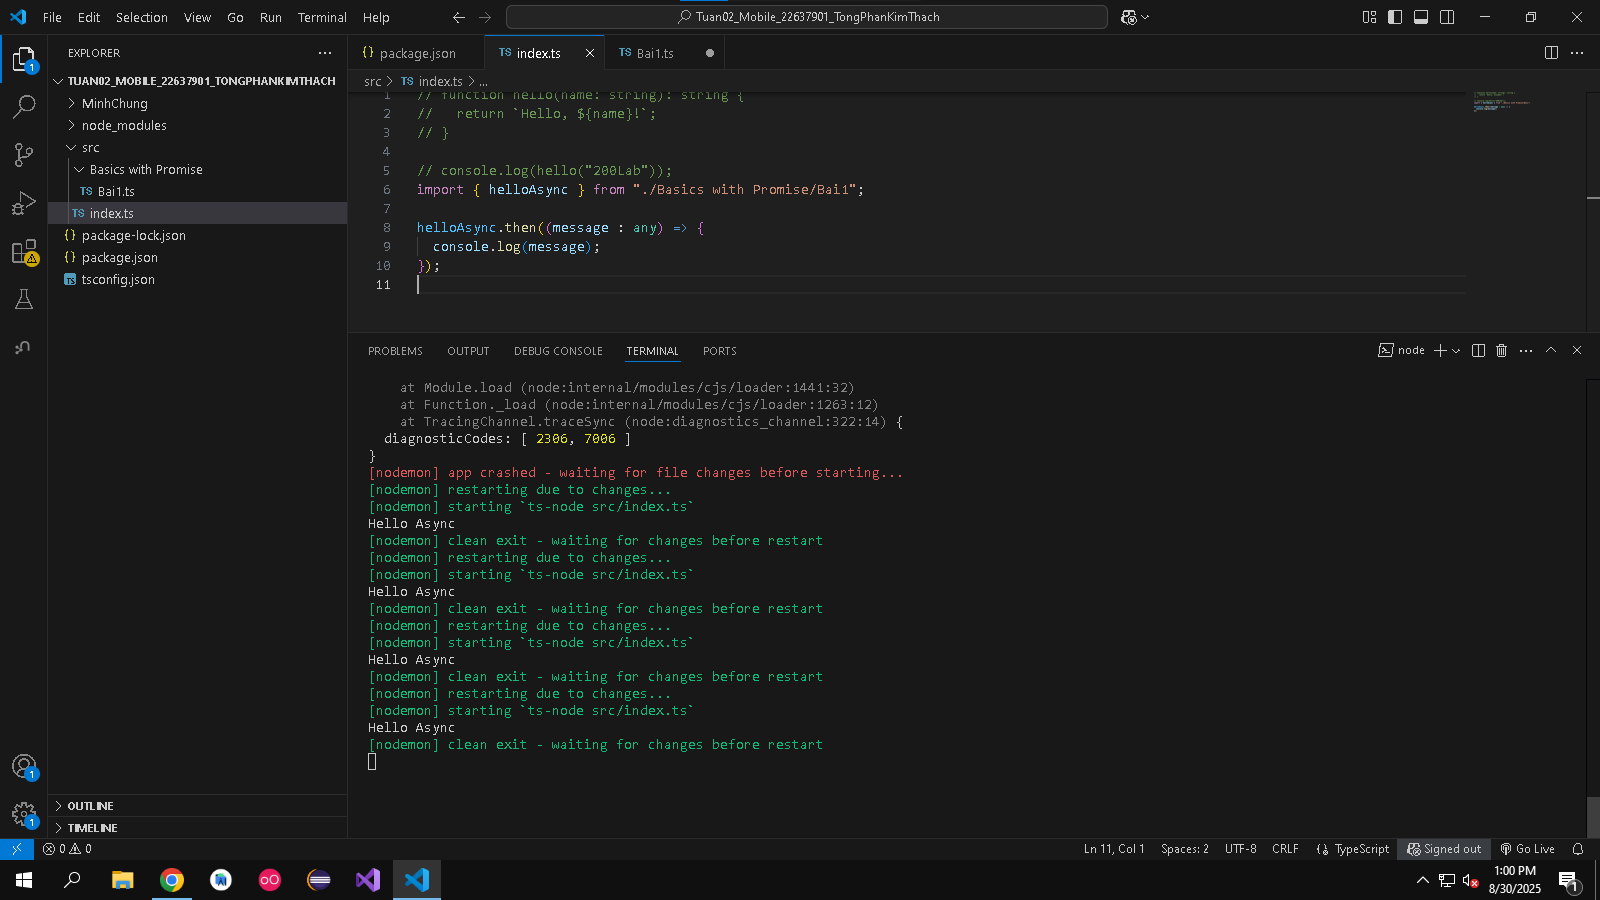 File Edit Selection View Go Run Terminal Help
Tuan02_Mobile_22637901_TongPhanKimThach
EXPLORER
TUAN02_MOBILE_22637901_TONGPHANKIMTHACH
MinhChung
node_modules
src
Basics with Promise
TS Bai1.ts
TS index.ts
{} package-lock.json
{} package.json
TS tsconfig.json
OUTLINE
TIMELINE
{} package.json
TS index.ts
TS Bai1.ts
src > TS index.ts > ...
1 // function hello(name: string): string {
2 //   return `Hello, ${name}!`;
3 // }
4
5 // console.log(hello("200Lab"));
6 import { helloAsync } from "./Basics with Promise/Bai1";
7
8 helloAsync.then((message : any) => {
9   console.log(message);
10 });
11
PROBLEMS OUTPUT DEBUG CONSOLE TERMINAL PORTS
node
at Module.load (node:internal/modules/cjs/loader:1441:32)
at Function._load (node:internal/modules/cjs/loader:1263:12)
at TracingChannel.traceSync (node:diagnostics_channel:322:14) {
diagnosticCodes: [ 2306, 7006 ]
}
[nodemon] app crashed - waiting for file changes before starting...
[nodemon] restarting due to changes...
[nodemon] starting `ts-node src/index.ts`
Hello Async
[nodemon] clean exit - waiting for changes before restart
[nodemon] restarting due to changes...
[nodemon] starting `ts-node src/index.ts`
Hello Async
[nodemon] clean exit - waiting for changes before restart
[nodemon] restarting due to changes...
[nodemon] starting `ts-node src/index.ts`
Hello Async
[nodemon] clean exit - waiting for changes before restart
[nodemon] restarting due to changes...
[nodemon] starting `ts-node src/index.ts`
Hello Async
[nodemon] clean exit - waiting for changes before restart
1
1
1
0 0
Ln 11, Col 1 Spaces: 2 UTF-8 CRLF {} TypeScript Signed out Go Live
1:00 PM
8/30/2025
1